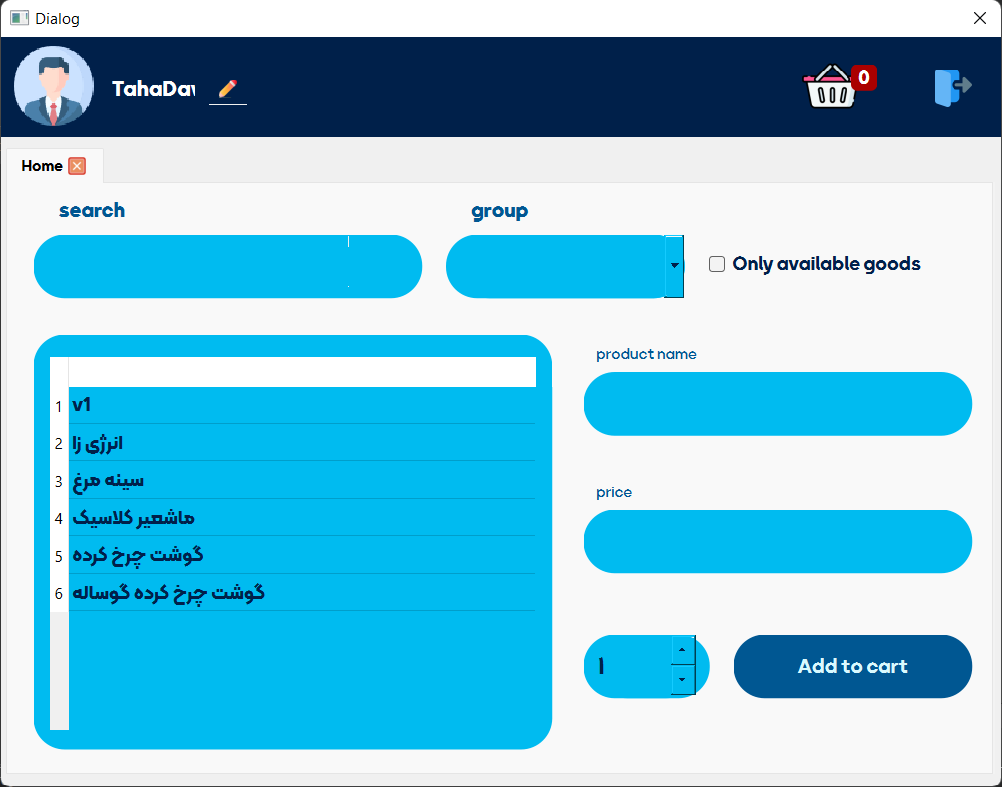 Dialog
TahaDav
0
Home
search
group
Only available goods
1 v1
2 انرژی زا
3 سینه مرغ
4 ماشعیر کلاسیک
5 گوشت چرخ کرده
6 گوشت چرخ کرده گوساله
product name
price
1
Add to cart